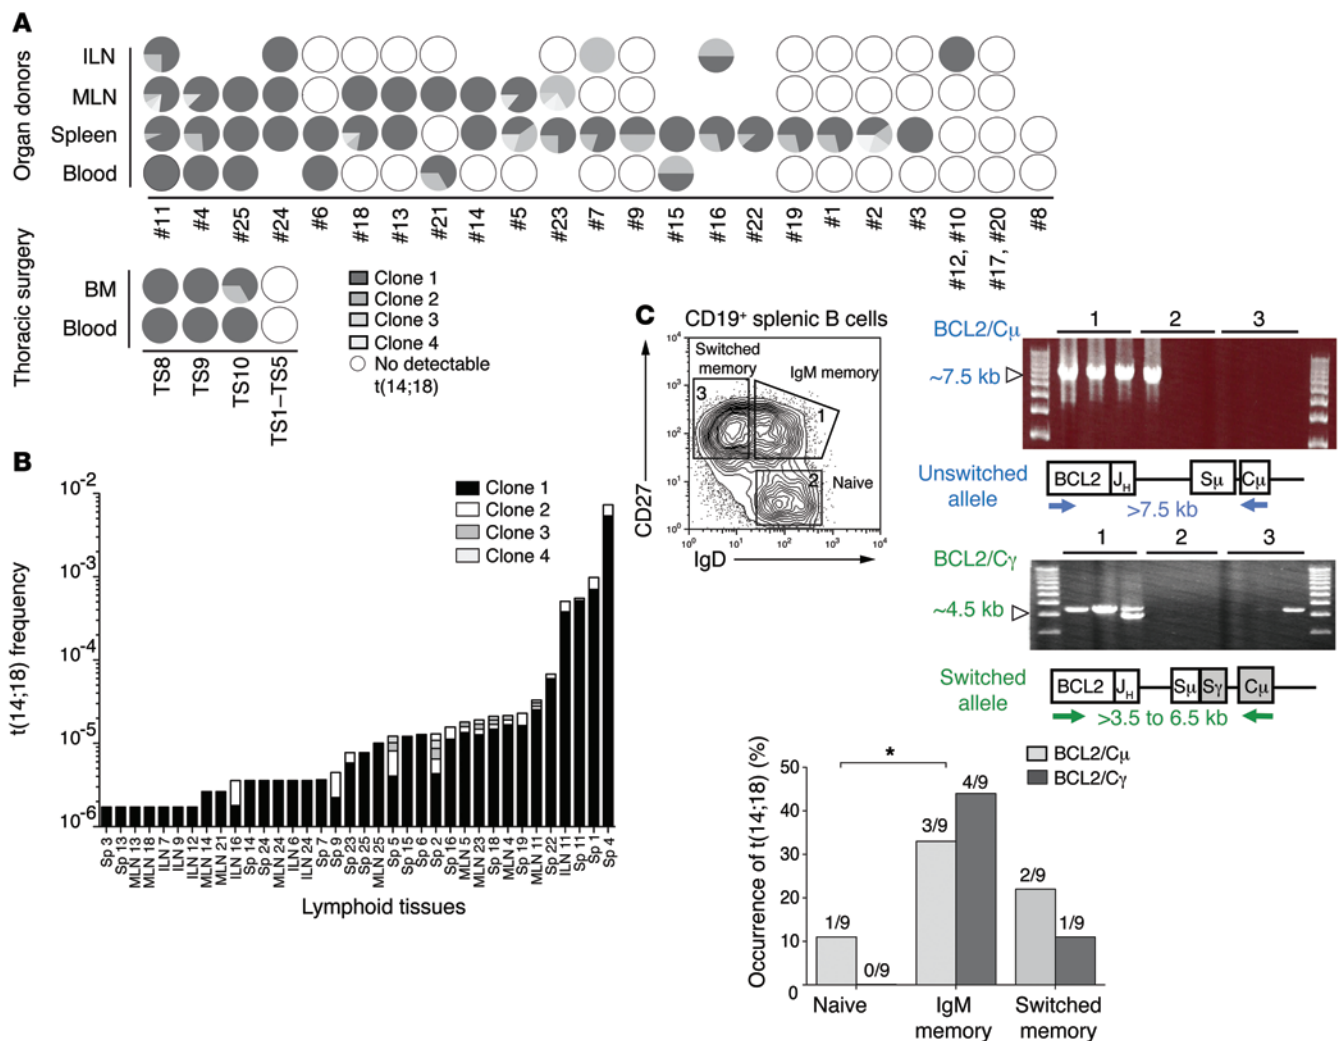 A
Organ donors
ILN
MLN
Spleen
Blood
#11 #4 #25 #24 #6 #18 #13 #21 #14 #5 #23 #7 #9 #15 #16 #22 #19 #1 #2 #3 #12, #10 #17, #20 #8
Thoracic surgery
BM
Blood
TS8 TS9 TS10 TS1–TS5
Clone 1
Clone 2
Clone 3
Clone 4
No detectable
t(14;18)
B
t(14;18) frequency
10-2
10-3
10-4
10-5
10-6
Clone 1
Clone 2
Clone 3
Clone 4
Sp 3 Sp 13 MLN 13 MLN 18 ILN 7 ILN 9 ILN 12 MLN 14 MLN 21 ILN 16 Sp 14 Sp 24 MLN 24 ILN 6 ILN 24 Sp 7 Sp 9 Sp 23 Sp 25 MLN 25 Sp 5 Sp 15 Sp 6 Sp 2 Sp 16 MLN 5 MLN 23 Sp 18 MLN 4 Sp 19 MLN 11 Sp 22 ILN 11 Sp 11 Sp 1 Sp 4
Lymphoid tissues
C
CD19+ splenic B cells
Switched
memory
IgM memory
Naive
3
1
2
CD27
104
103
102
101
100
100 101 102 103 104
IgD
BCL2/Cμ
1 2 3
~7.5 kb
Unswitched
allele
BCL2 JH Sμ Cμ
>7.5 kb
BCL2/Cγ
1 2 3
~4.5 kb
Switched
allele
BCL2 JH Sμ Sγ Cμ
>3.5 to 6.5 kb
Occurrence of t(14;18) (%)
50
40
30
20
10
0
*
BCL2/Cμ
BCL2/Cγ
1/9
0/9
3/9
4/9
2/9
1/9
Naive
IgM
memory
Switched
memory